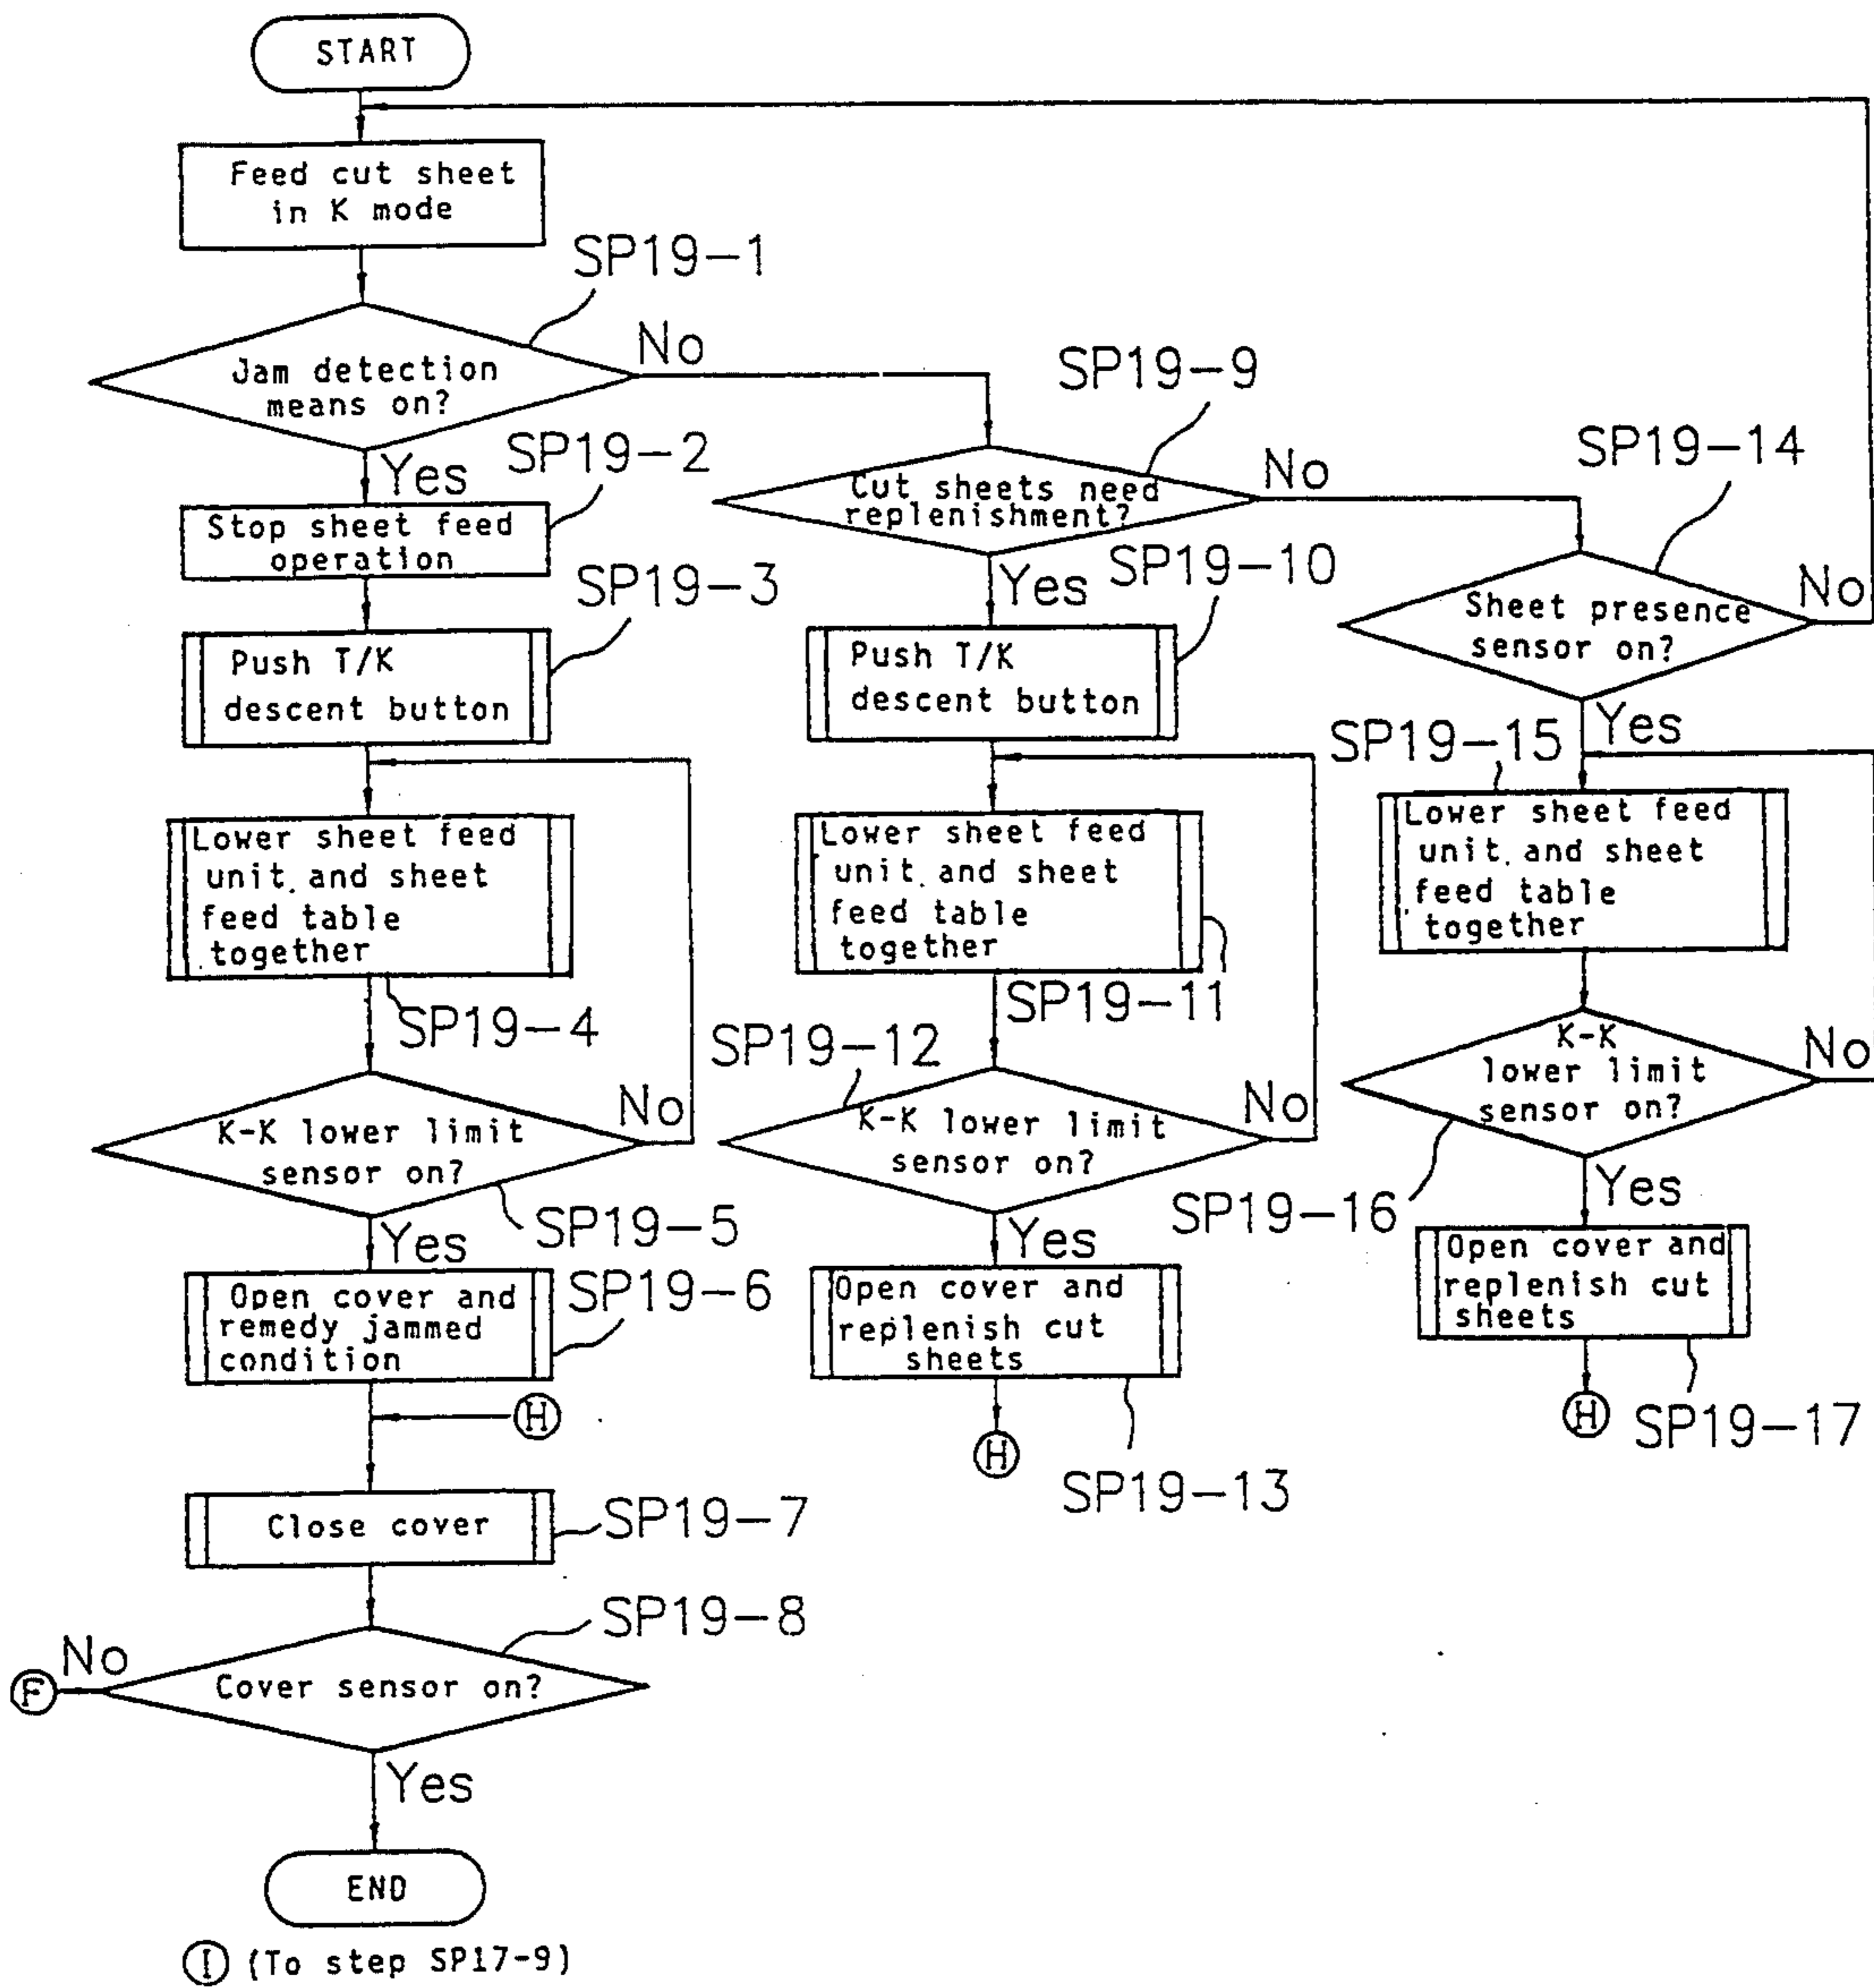 START
Feed cut sheet
in K mode
SP19-1
Jam detection
means on?
No
Yes
SP19-2
Stop sheet feed
operation
SP19-3
Push T/K
descent button
Lower sheet feed
unit and sheet
feed table
together
SP19-4
K-K lower limit
sensor on?
No
SP19-5
Yes
Open cover and
remedy jammed
condition
SP19-6
H
Close cover
SP19-7
SP19-8
Cover sensor on?
No
F
Yes
END
I (To step SP17-9)
SP19-9
Cut sheets need
replenishment?
No
Yes
SP19-10
Push T/K
descent button
Lower sheet feed
unit and sheet
feed table
together
SP19-11
SP19-12
K-K lower limit
sensor on?
No
Yes
Open cover and
replenish cut
sheets
H
SP19-13
SP19-14
Sheet presence
sensor on?
No
Yes
SP19-15
Lower sheet feed
unit and sheet
feed table
together
K-K
lower limit
sensor on?
No
SP19-16
Yes
Open cover and
replenish cut
sheets
H
SP19-17